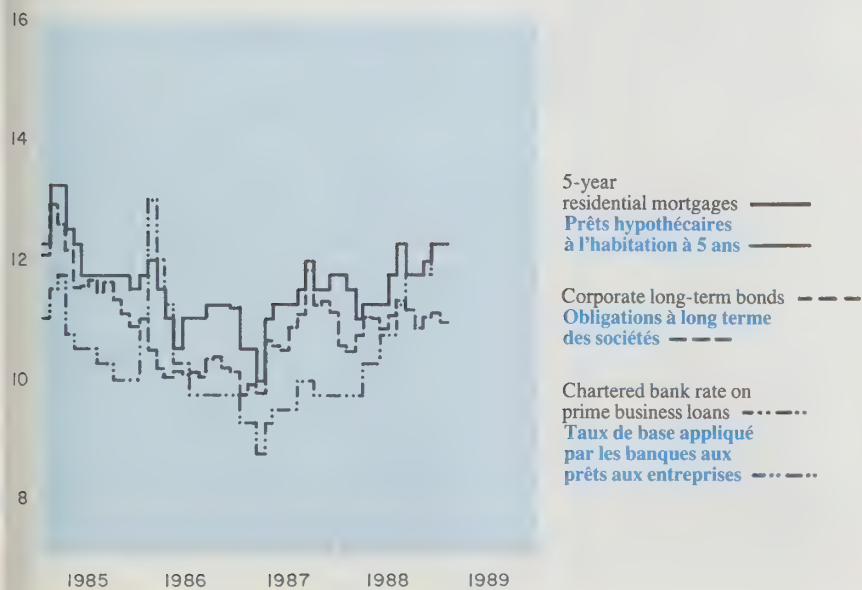 16
14
12
10
8
1985 1986 1987 1988 1989
5-year
residential mortgages
Prêts hypothécaires
à l'habitation à 5 ans
Corporate long-term bonds
Obligations à long terme
des sociétés
Chartered bank rate on
prime business loans
Taux de base appliqué
par les banques aux
prêts aux entreprises